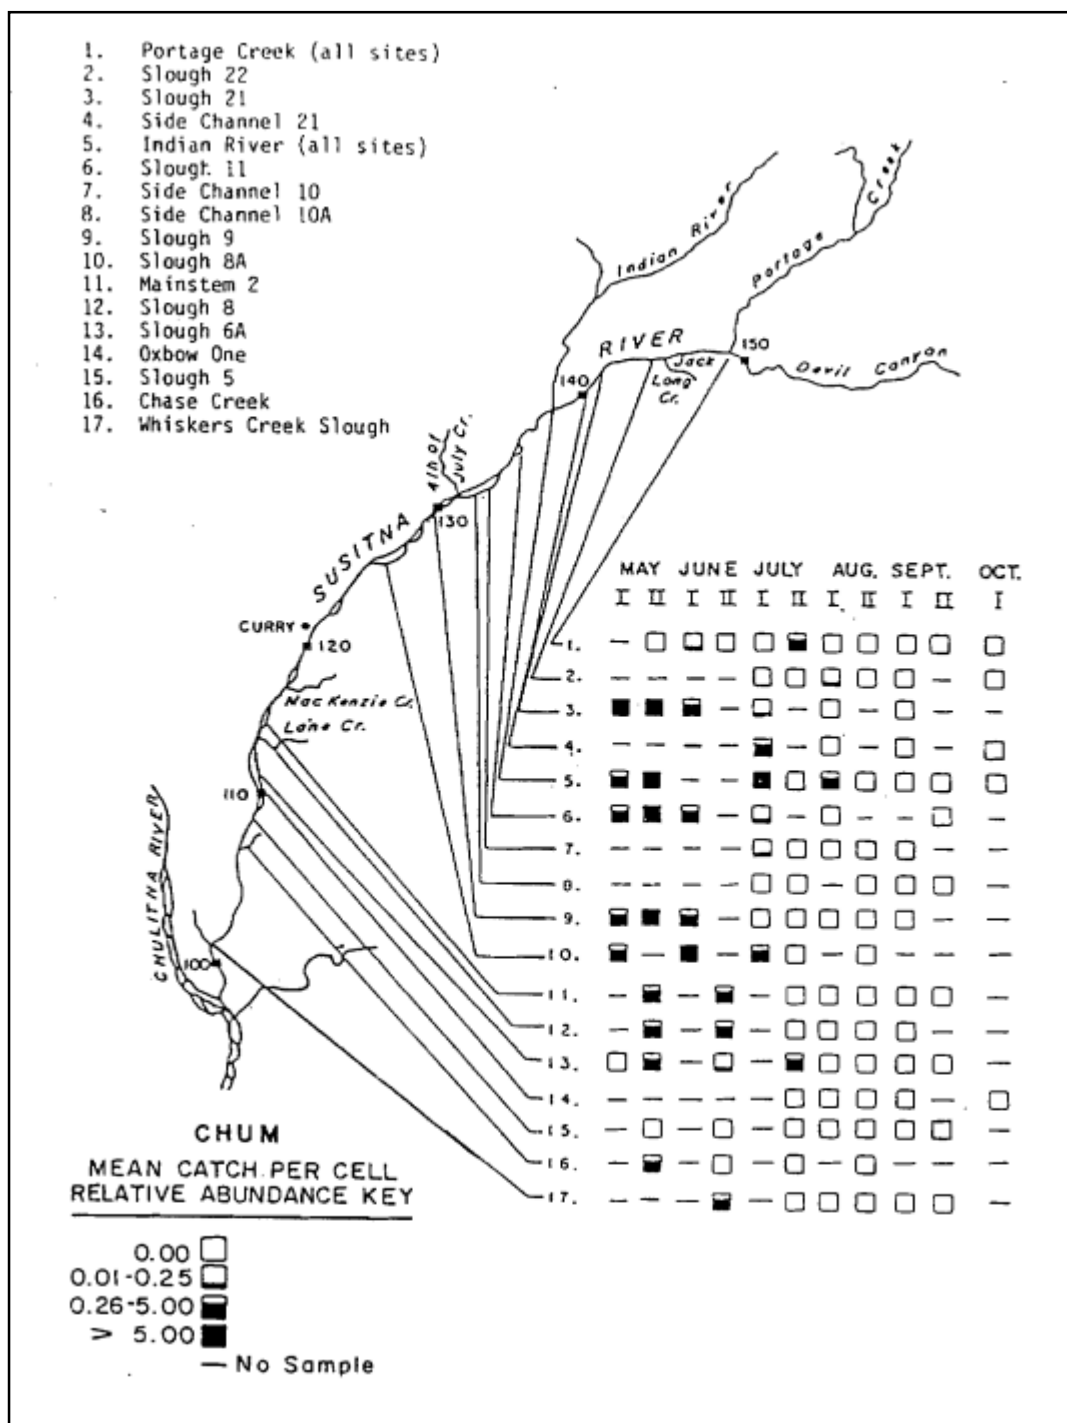 1. Portage Creek (all sites)
2. Slough 22
3. Slough 21
4. Side Channel 21
5. Indian River (all sites)
6. Slough 11
7. Side Channel 10
8. Side Channel 10A
9. Slough 9
10. Slough 8A
11. Mainstem 2
12. Slough 8
13. Slough 6A
14. Oxbow One
15. Slough 5
16. Chase Creek
17. Whiskers Creek Slough
Indian River
Portage Creek
RIVER
150
Jack
Long
Cr.
Devil Canyon
140
4th of
July Cr.
130
SUSITNA
CURRY
120
MacKenzie Cr.
Lane Cr.
110
CHULITNA RIVER
100
MAY JUNE JULY AUG. SEPT. OCT.
I II I II I II I II I II I
1. –
2. – – – – –
3. – – – –
4. – – – – – – –
5. – –
6. – – – –
7. – – – – – –
8. – – – – – –
9. – – –
10. – – – – –
11. – – – –
12. – – – – –
13. – – –
14. – – – – – –
15. – – – –
16. – – – – – – –
17. – – – – –
CHUM
MEAN CATCH PER CELL
RELATIVE ABUNDANCE KEY
0.00
0.01-0.25
0.26-5.00
> 5.00
– No Sample